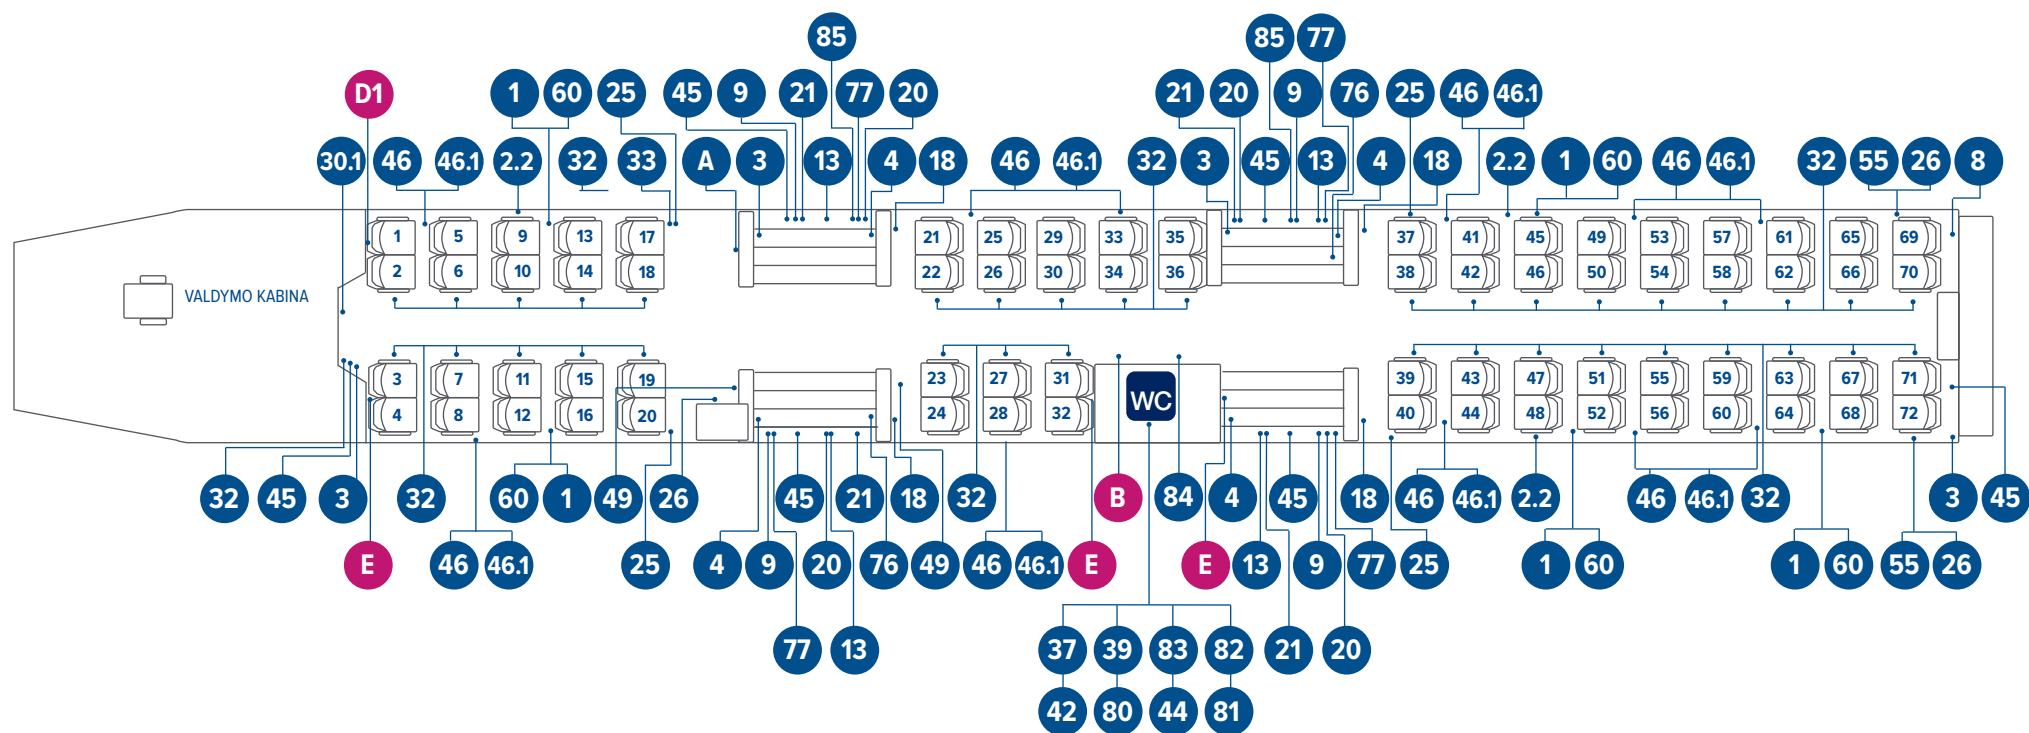 85 85 77
D1 1 60 25 45 9 21 77 20 21 20 9 76 25 46 46.1
30.1 46 46.1 2.2 32 33 A 3 13 4 18 46 46.1 32 3 45 13 4 18 2.2 1 60 46 46.1 32 55 26 8
1 5 9 13 17 21 25 29 33 35 37 41 45 49 53 57 61 65 69
2 6 10 14 18 22 26 30 34 36 38 42 46 50 54 58 62 66 70
VALDYMO KABINA
3 7 11 15 19 23 27 31 39 43 47 51 55 59 63 67 71
4 8 12 16 20 24 28 32 WC 40 44 48 52 56 60 64 68 72
32 45 3 32 60 1 49 26 45 21 18 32 B 84 4 45 18 46 46.1 2.2 46 46.1 32 3 45
E 46 46.1 25 4 9 20 76 49 46 46.1 E E 13 9 77 25 1 60 1 60 55 26
77 13 37 39 83 82 21 20
42 80 44 81